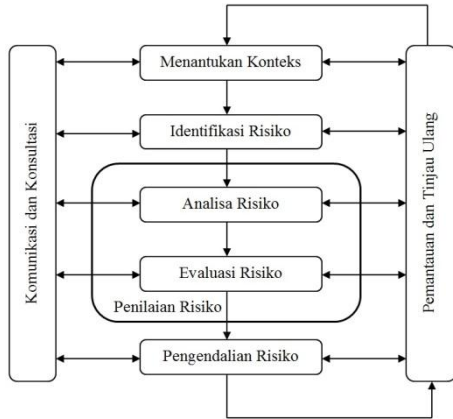 Menantukan Konteks
Identifikasi Risiko
Analisa Risiko
Evaluasi Risiko
Penilaian Risiko
Pengendalian Risiko
Komunikasi dan Konsultasi
Pemantauan dan Tinjau Ulang